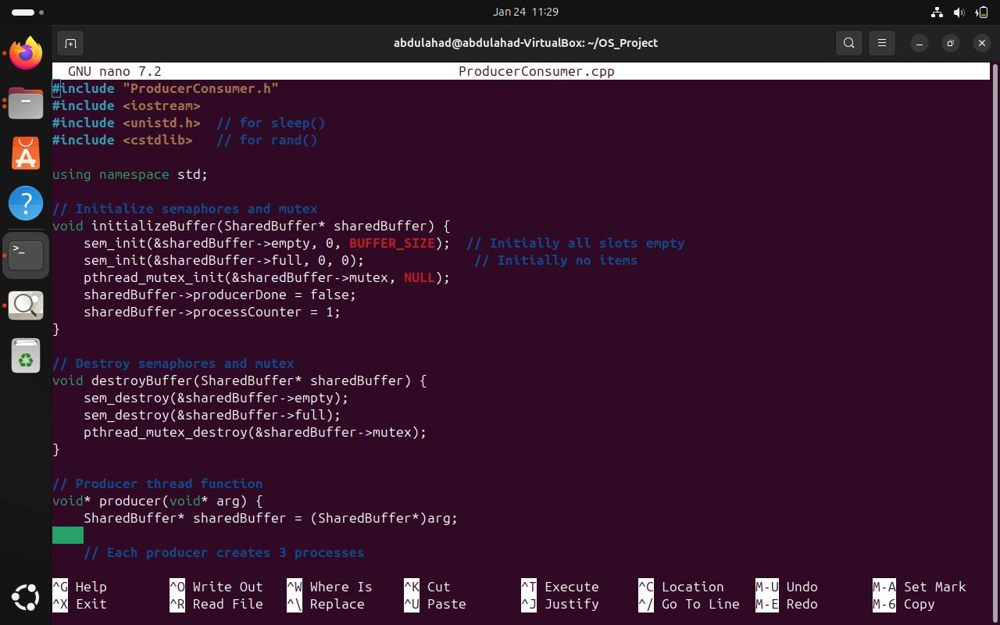 Jan 24 11:29
abdulahad@abdulahad-VirtualBox: ~/OS_Project
GNU nano 7.2 ProducerConsumer.cpp
#include "ProducerConsumer.h"
#include <iostream>
#include <unistd.h>  // for sleep()
#include <cstdlib>   // for rand()
using namespace std;
// Initialize semaphores and mutex
void initializeBuffer(SharedBuffer* sharedBuffer) {
    sem_init(&sharedBuffer->empty, 0, BUFFER_SIZE);  // Initially all slots empty
    sem_init(&sharedBuffer->full, 0, 0);              // Initially no items
    pthread_mutex_init(&sharedBuffer->mutex, NULL);
    sharedBuffer->producerDone = false;
    sharedBuffer->processCounter = 1;
}
// Destroy semaphores and mutex
void destroyBuffer(SharedBuffer* sharedBuffer) {
    sem_destroy(&sharedBuffer->empty);
    sem_destroy(&sharedBuffer->full);
    pthread_mutex_destroy(&sharedBuffer->mutex);
}
// Producer thread function
void* producer(void* arg) {
    SharedBuffer* sharedBuffer = (SharedBuffer*)arg;
    // Each producer creates 3 processes
^G Help ^O Write Out ^W Where Is ^K Cut ^T Execute ^C Location M-U Undo M-A Set Mark
^X Exit ^R Read File ^\ Replace ^U Paste ^J Justify ^/ Go To Line M-E Redo M-6 Copy